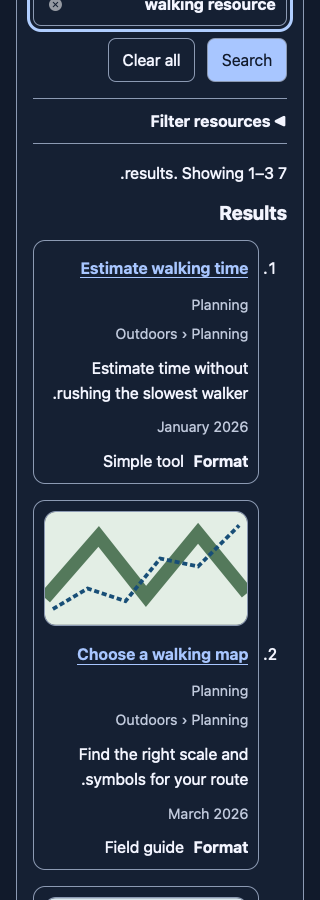 walking resource
Search
Clear all
Filter resources
7 results. Showing 1–3.
Results
1. Estimate walking time
Planning
Outdoors › Planning
Estimate time without
rushing the slowest walker.
January 2026
Format Simple tool
2. Choose a walking map
Planning
Outdoors › Planning
Find the right scale and
symbols for your route.
March 2026
Format Field guide